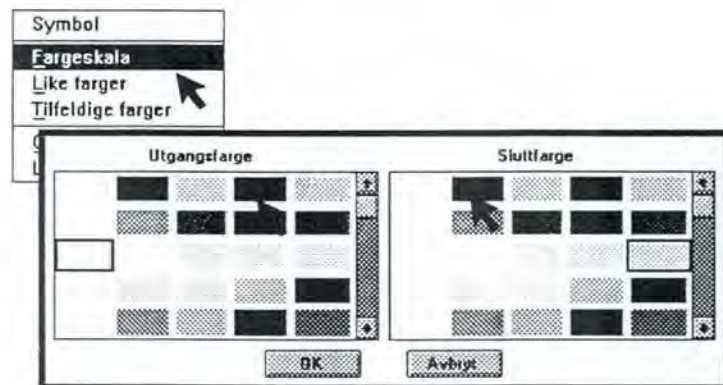 Symbol
Fargeskala
Like farger
Tilfeldige farger
Utgangsfarge Sluttfarge
OK Avbryt